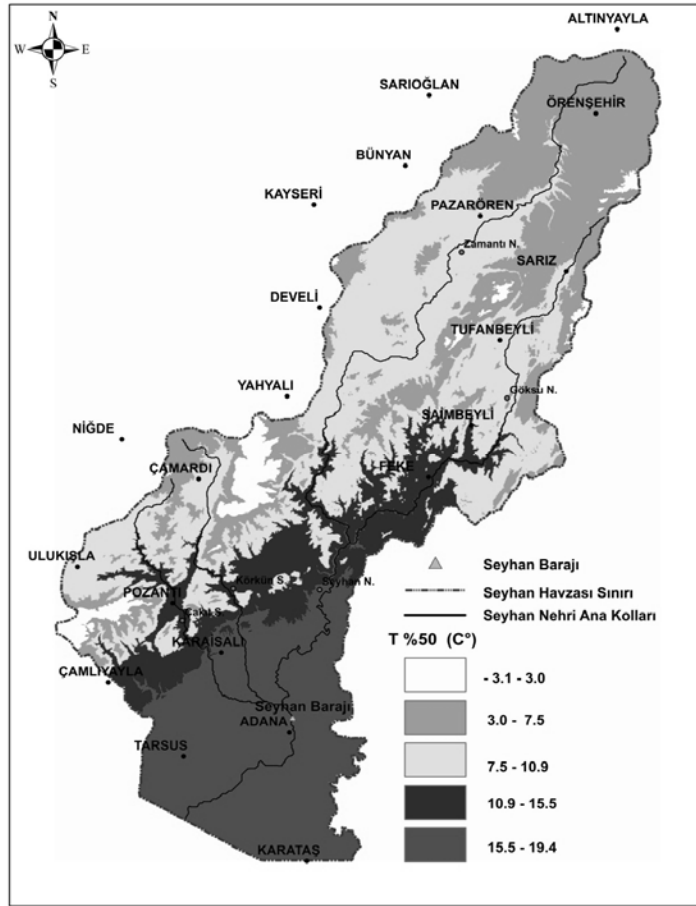 N
W E
S
ALTINYAYLA
SARIOĞLAN
ÖRENŞEHİR
BÜNYAN
KAYSERİ
PAZARÖREN
Zamantı N.
SARIZ
DEVELİ
TUFANBEYLİ
YAHYALI
Göksu N.
SAİMBEYLİ
NİĞDE
FEKE
ÇAMARDI
ULUKIŞLA
Körkün S.
Seyhan N.
POZANTI
Çakıt S.
KARAİSALI
ÇAMLIYAYLA
Seyhan Barajı
ADANA
TARSUS
KARATAŞ
Seyhan Barajı
Seyhan Havzası Sınırı
Seyhan Nehri Ana Kolları
T %50 (C°)
- 3.1 - 3.0
3.0 - 7.5
7.5 - 10.9
10.9 - 15.5
15.5 - 19.4